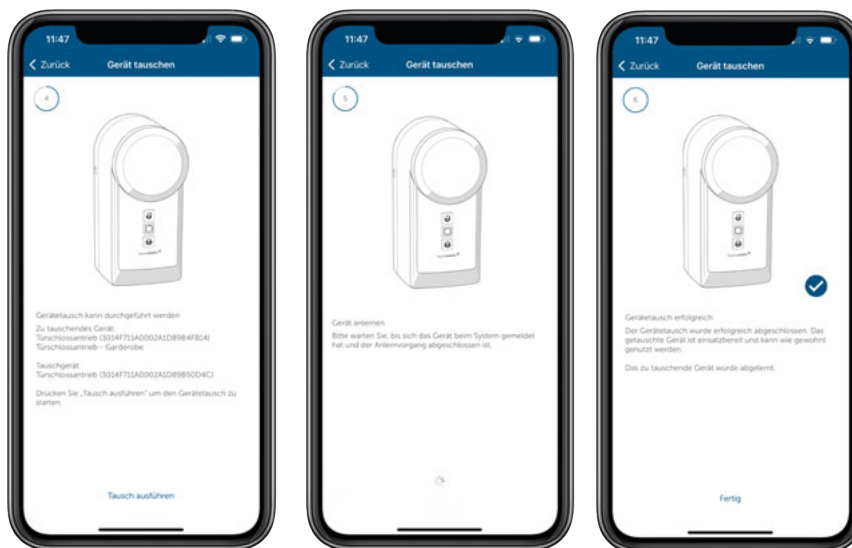 11:47
Zurück
Gerät tauschen
4
Gerätetausch kann durchgeführt werden
Zu tauschendes Gerät:
Türschlossantrieb (3014F711A0002A1D89B4FB14)
Türschlossantrieb – Garderobe
Tauschgerät:
Türschlossantrieb (3014F711A0002A1D89B50D4C)
Drücken Sie „Tausch ausführen“ um den Gerätetausch zu
starten.
Tausch ausführen
11:47
Zurück
Gerät tauschen
5
Gerät anlernen
Bitte warten Sie, bis sich das Gerät beim System gemeldet
hat und der Anlernvorgang abgeschlossen ist.
11:47
Zurück
Gerät tauschen
6
Gerätetausch erfolgreich
Der Gerätetausch wurde erfolgreich abgeschlossen. Das
getauschte Gerät ist einsatzbereit und kann wie gewohnt
genutzt werden.
Das zu tauschende Gerät wurde abgelernt.
Fertig